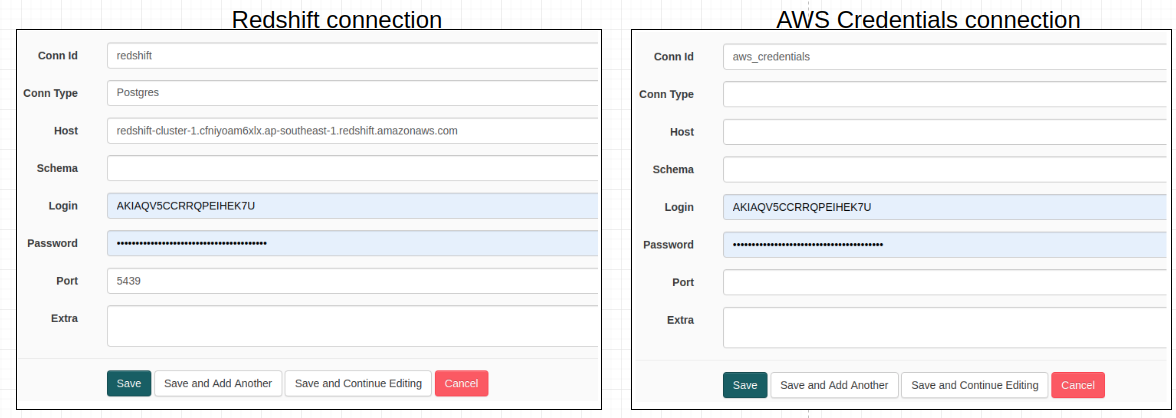 Redshift connection
Conn Id redshift
Conn Type Postgres
Host redshift-cluster-1.cfniyoam6xlx.ap-southeast-1.redshift.amazonaws.com
Schema
Login AKIAQV5CCRRQPEIHEK7U
Password ••••••••••••••••••••••••••••••••••••••••
Port 5439
Extra
Save Save and Add Another Save and Continue Editing Cancel
AWS Credentials connection
Conn Id aws_credentials
Conn Type
Host
Schema
Login AKIAQV5CCRRQPEIHEK7U
Password ••••••••••••••••••••••••••••••••••••••••
Port
Extra
Save Save and Add Another Save and Continue Editing Cancel